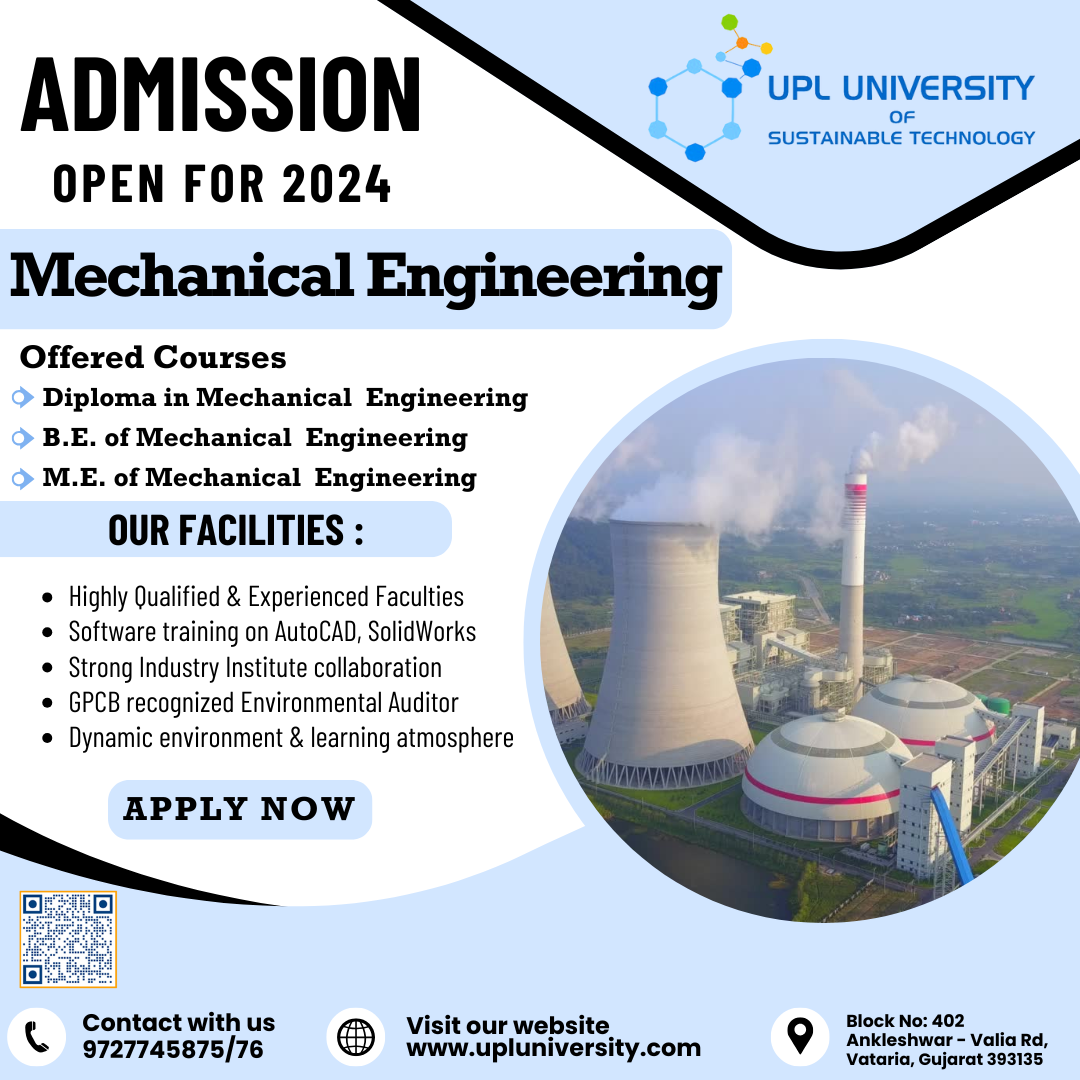 ADMISSION
OPEN FOR 2024
UPL UNIVERSITY
OF
SUSTAINABLE TECHNOLOGY
Mechanical Engineering
Offered Courses
Diploma in Mechanical Engineering
B.E. of Mechanical Engineering
M.E. of Mechanical Engineering
OUR FACILITIES :
Highly Qualified & Experienced Faculties
Software training on AutoCAD, SolidWorks
Strong Industry Institute collaboration
GPCB recognized Environmental Auditor
Dynamic environment & learning atmosphere
APPLY NOW
Contact with us
9727745875/76
Visit our website
www.upluniversity.com
Block No: 402
Ankleshwar - Valia Rd,
Vataria, Gujarat 393135